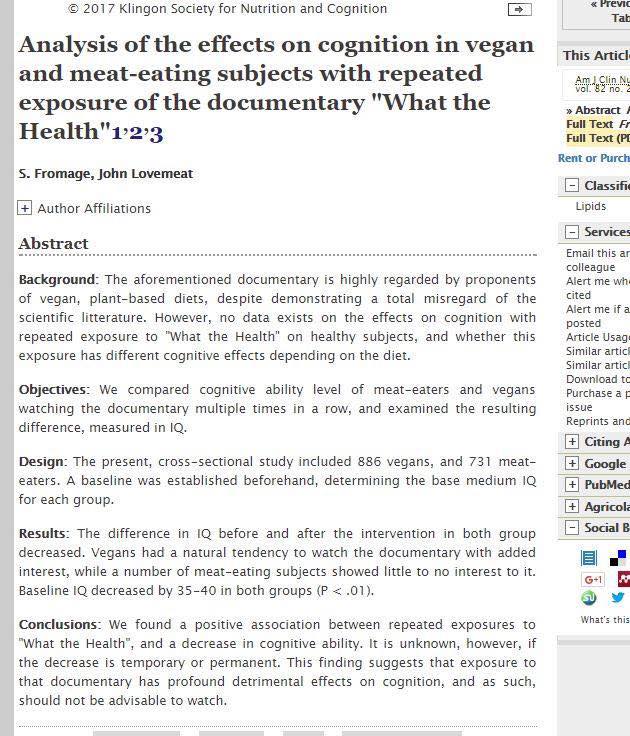 © 2017 Klingon Society for Nutrition and Cognition
Analysis of the effects on cognition in vegan
and meat-eating subjects with repeated
exposure of the documentary "What the
Health"1,2,3
S. Fromage, John Lovemeat
+ Author Affiliations
Abstract
Background: The aforementioned documentary is highly regarded by proponents
of vegan, plant-based diets, despite demonstrating a total misregard of the
scientific litterature. However, no data exists on the effects on cognition with
repeated exposure to "What the Health" on healthy subjects, and whether this
exposure has different cognitive effects depending on the diet.
Objectives: We compared cognitive ability level of meat-eaters and vegans
watching the documentary multiple times in a row, and examined the resulting
difference, measured in IQ.
Design: The present, cross-sectional study included 886 vegans, and 731 meat-
eaters. A baseline was established beforehand, determining the base medium IQ
for each group.
Results: The difference in IQ before and after the intervention in both group
decreased. Vegans had a natural tendency to watch the documentary with added
interest, while a number of meat-eating subjects showed little to no interest to it.
Baseline IQ decreased by 35-40 in both groups (P < .01).
Conclusions: We found a positive association between repeated exposures to
"What the Health", and a decrease in cognitive ability. It is unknown, however, if
the decrease is temporary or permanent. This finding suggests that exposure to
that documentary has profound detrimental effects on cognition, and as such,
should not be advisable to watch.
« Previ
Tab
This Articl
Am J Clin Nu
vol. 82 no. 2
» Abstract
Full Text Fr
Full Text (PD
Rent or Purch
Classifi
Lipids
Services
Email this ar
colleague
Alert me wh
cited
Alert me if a
posted
Article Usag
Similar articl
Similar articl
Download to
Purchase a p
issue
Reprints and
+ Citing A
+ Google
+ PubMed
+ Agricola
Social B
G+1
What's this